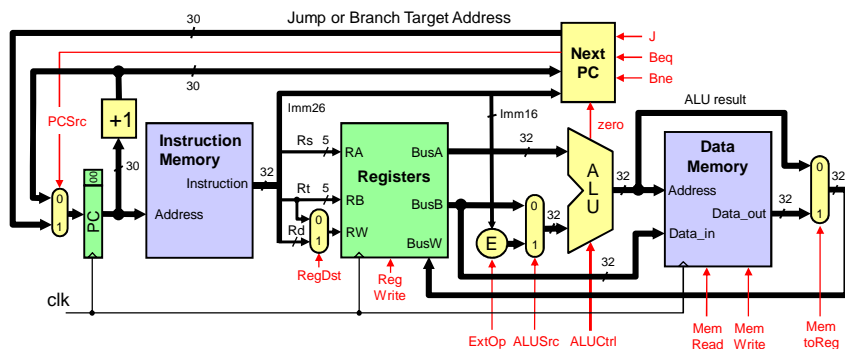 30
Jump or Branch Target Address
32
Next
PC
J
Beq
Bne
30
Imm26
Imm16
PCSrc
+1
zero
ALU result
30
Instruction
Memory
Instruction
Address
32
Rs
5
Rt
5
Rd
5
RA
RB
RW
BusA
BusB
BusW
Registers
0
1
32
E
0
1
32
32
A
L
U
32
Data
Memory
Address
Data_out
Data_in
32
32
0
1
32
0
1
PC
00
clk
RegDst
Reg
Write
ExtOp
ALUSrc
ALUCtrl
Mem
Read
Mem
Write
Mem
toReg